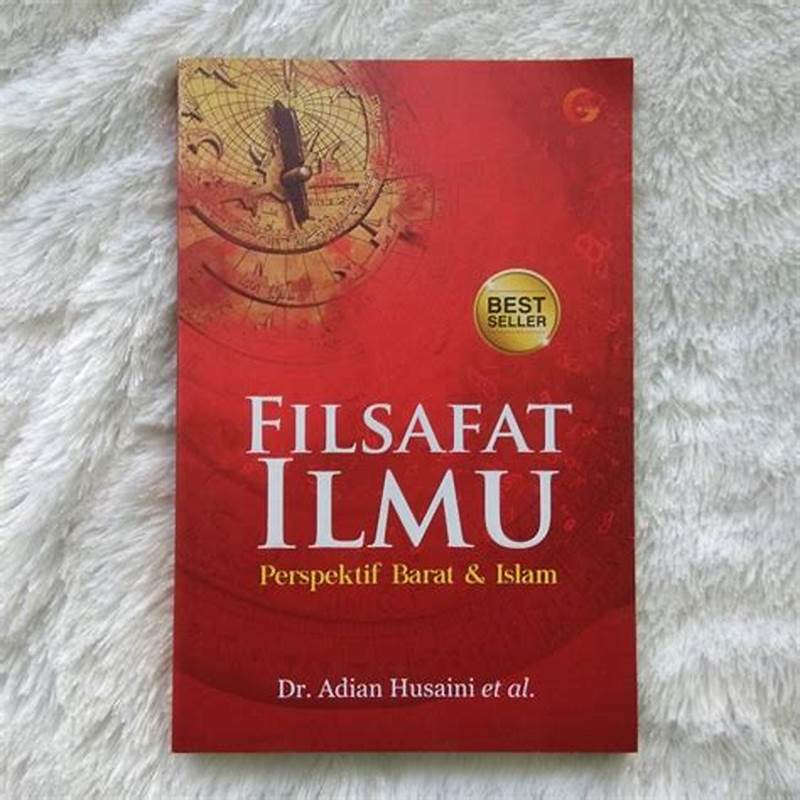 BEST
SELLER
FILSAFAT
ILMU
Perspektif Barat & Islam
Dr. Adian Husaini et al.